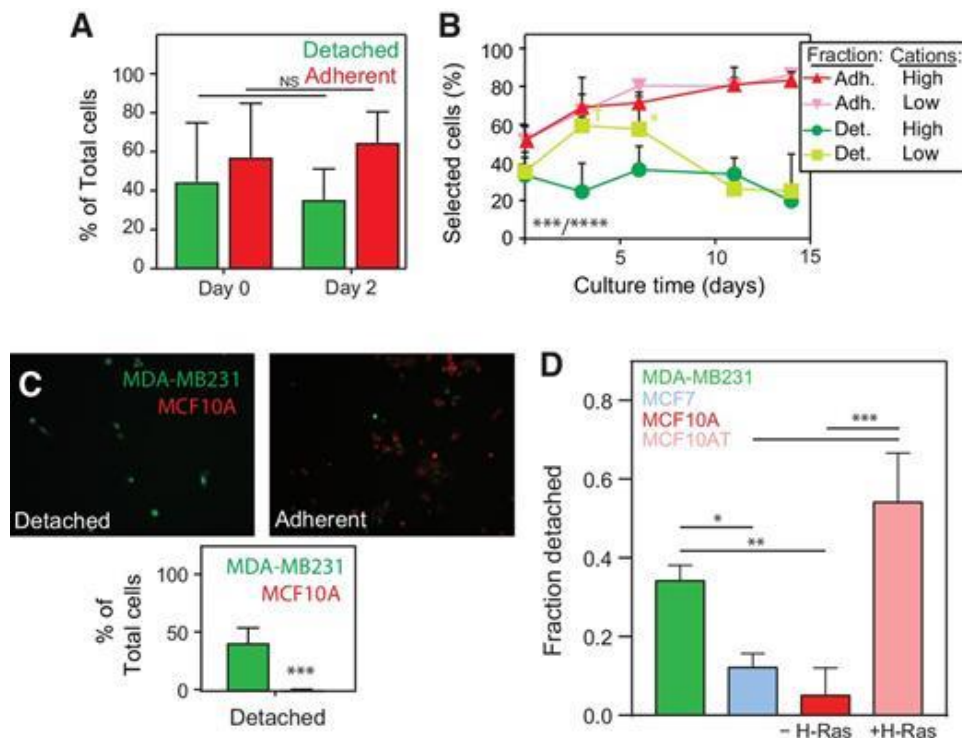 A
Detached
Adherent
NS
% of Total cells
100
80
60
40
20
0
Day 0
Day 2
B
Selected cells (%)
100
80
60
40
20
0
†
*
***/****
5
10
15
Culture time (days)
Fraction: Cations:
Adh. High
Adh. Low
Det. High
Det. Low
C
MDA-MB231
MCF10A
Detached
Adherent
% of
Total cells
100
50
0
MDA-MB231
MCF10A
***
Detached
D
MDA-MB231
MCF7
MCF10A
MCF10AT
Fraction detached
0.8
0.6
0.4
0.2
0.0
*
**
***
– H-Ras +H-Ras